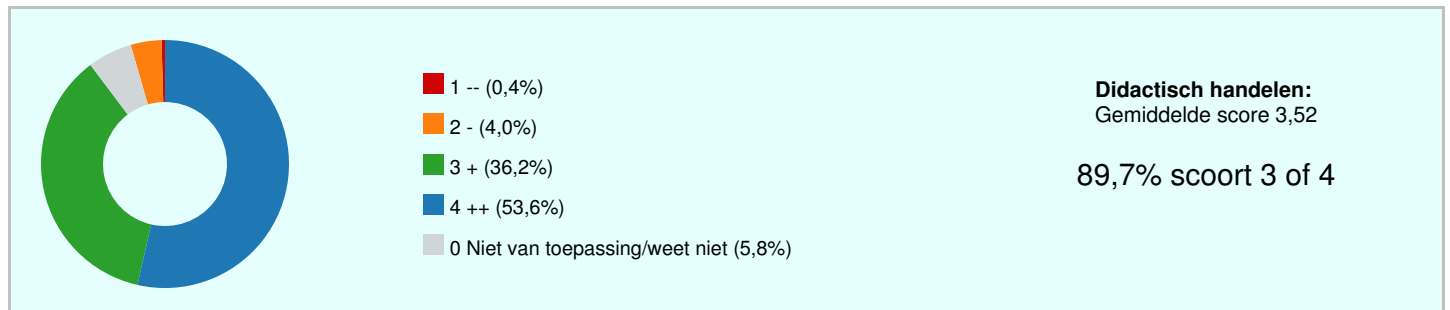 1 -- (0,4%)
2 - (4,0%)
3 + (36,2%)
4 ++ (53,6%)
0 Niet van toepassing/weet niet (5,8%)
Didactisch handelen:
Gemiddelde score 3,52
89,7% scoort 3 of 4